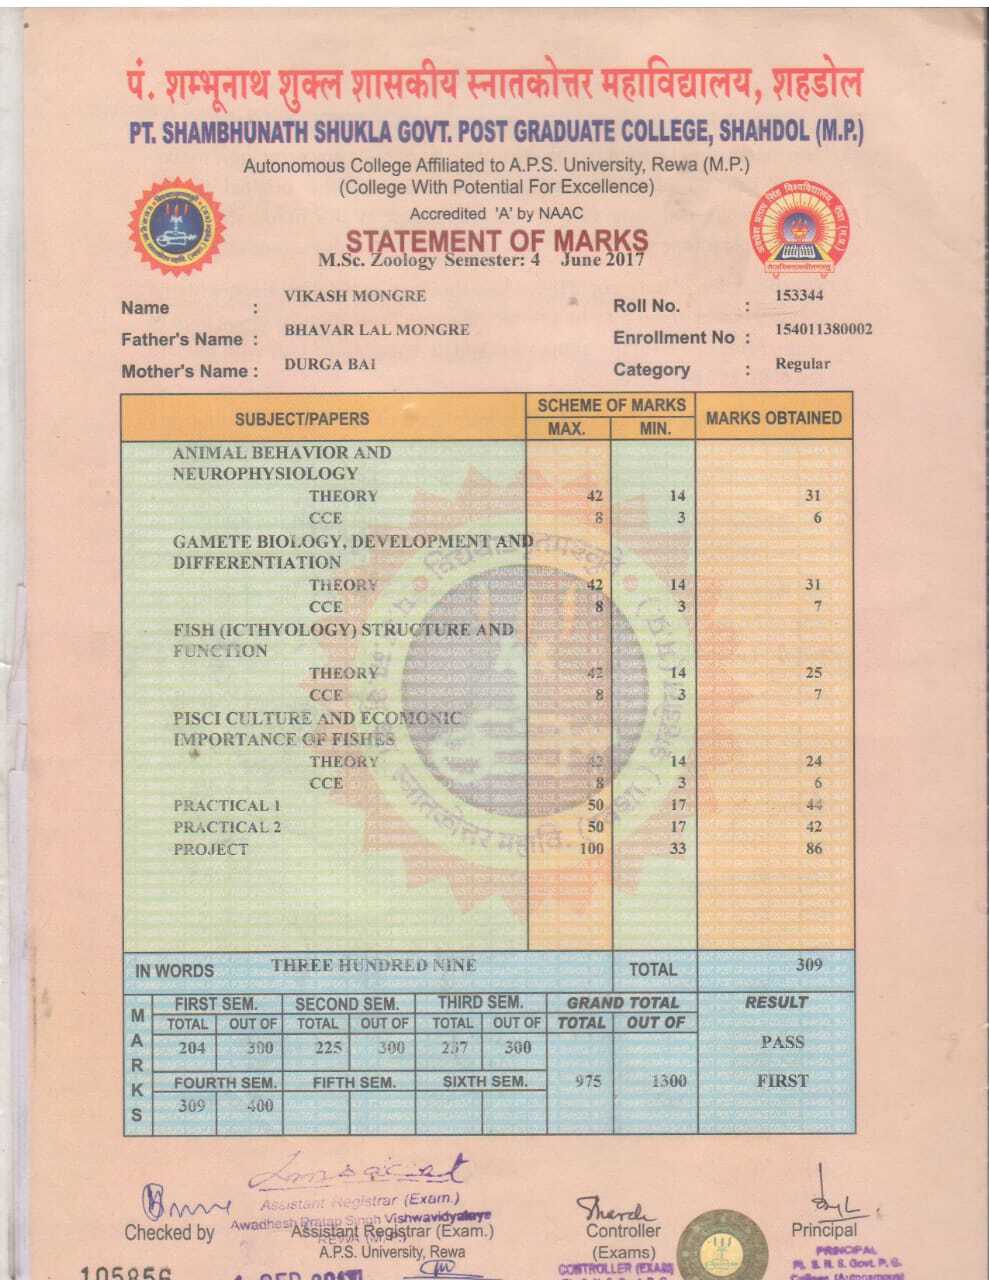 पं. शम्भूनाथ शुक्ल शासकीय स्नातकोत्तर महाविद्यालय, शहडोल
PT. SHAMBHUNATH SHUKLA GOVT. POST GRADUATE COLLEGE, SHAHDOL (M.P.)
Autonomous College Affiliated to A.P.S. University, Rewa (M.P.)
(College With Potential For Excellence)
Accredited 'A' by NAAC
STATEMENT OF MARKS
M.Sc. Zoology Semester: 4 June 2017
Name : VIKASH MONGRE Roll No. : 153344
Father's Name : BHAVAR LAL MONGRE Enrollment No : 154011380002
Mother's Name : DURGA BAI Category : Regular
SUBJECT/PAPERS SCHEME OF MARKS MARKS OBTAINED
MAX. MIN.
ANIMAL BEHAVIOR AND
NEUROPHYSIOLOGY
THEORY 42 14 31
CCE 8 3 6
GAMETE BIOLOGY, DEVELOPMENT AND
DIFFERENTIATION
THEORY 42 14 31
CCE 8 3 7
FISH (ICTHYOLOGY) STRUCTURE AND
FUNCTION
THEORY 42 14 25
CCE 8 3 7
PISCI CULTURE AND ECOMONIC
IMPORTANCE OF FISHES
THEORY 42 14 24
CCE 8 3 6
PRACTICAL 1 50 17 44
PRACTICAL 2 50 17 42
PROJECT 100 33 86
IN WORDS THREE HUNDRED NINE TOTAL 309
MARKS
FIRST SEM. SECOND SEM. THIRD SEM. GRAND TOTAL RESULT
TOTAL OUT OF TOTAL OUT OF TOTAL OUT OF TOTAL OUT OF
204 300 225 300 237 300 PASS
FOURTH SEM. FIFTH SEM. SIXTH SEM. 975 1300 FIRST
309 400
Assistant Registrar (Exam.)
Awadhesh Pratap Singh Vishwavidyalaya
REWA (M.P.)
Checked by Assistant Registrar (Exam.) Controller Principal
A.P.S. University, Rewa (Exams)
CONTROLLER (EXAM) PRINCIPAL
Pt. S. N. S. Govt. P. G.
105856